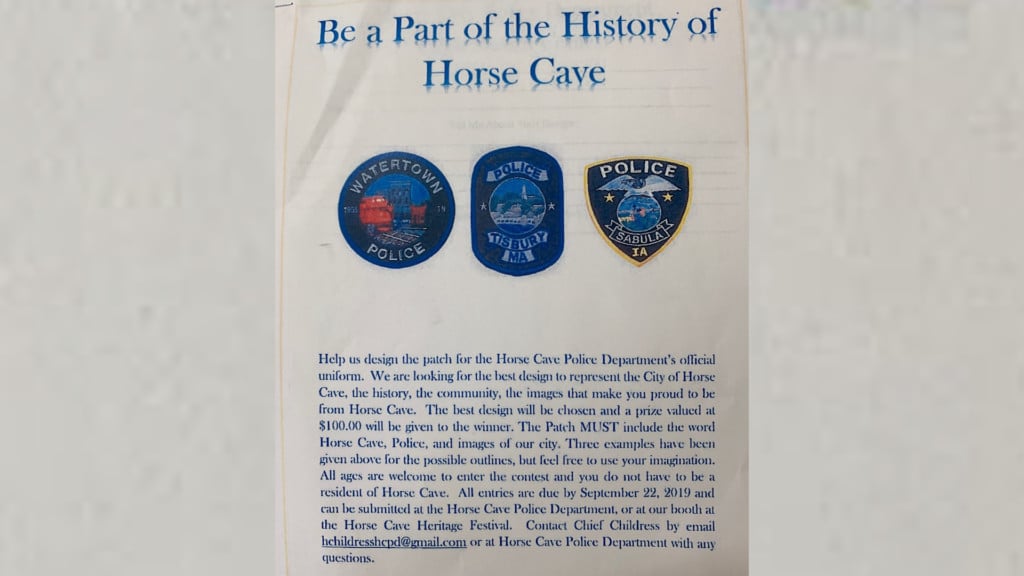 Be a Part of the History of
Horse Cave
WATERTOWN
POLICE
POLICE
TISBURY
MA
POLICE
SABULA
IA
Help us design the patch for the Horse Cave Police Department's official
uniform. We are looking for the best design to represent the City of Horse
Cave, the history, the community, the images that make you proud to be
from Horse Cave. The best design will be chosen and a prize valued at
$100.00 will be given to the winner. The Patch MUST include the word
Horse Cave, Police, and images of our city. Three examples have been
given above for the possible outlines, but feel free to use your imagination.
All ages are welcome to enter the contest and you do not have to be a
resident of Horse Cave. All entries are due by September 22, 2019 and
can be submitted at the Horse Cave Police Department, or at our booth at
the Horse Cave Heritage Festival. Contact Chief Childress by email
hchildresshcpd@gmail.com or at Horse Cave Police Department with any
questions.